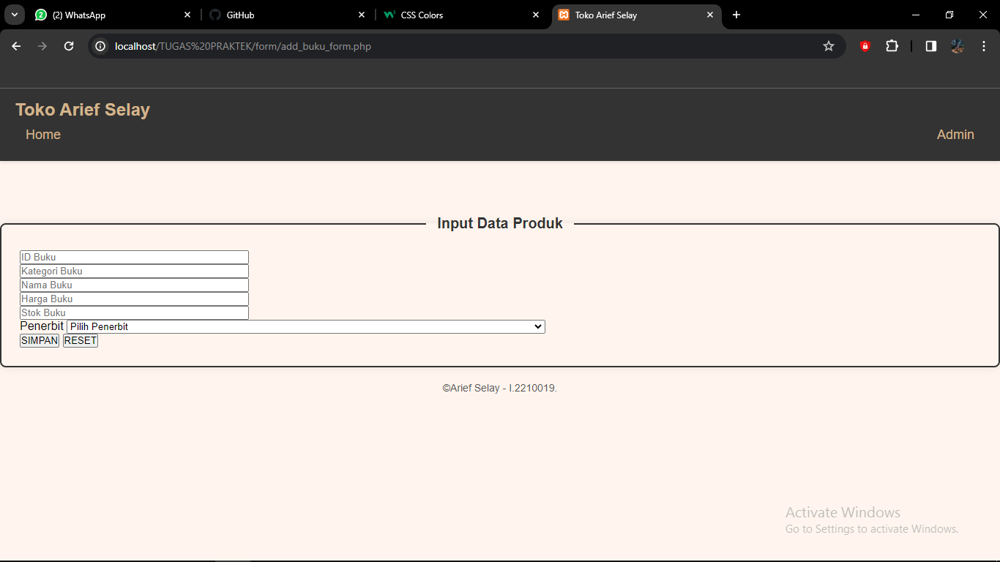 (2) WhatsApp
GitHub
CSS Colors
Toko Arief Selay
localhost/TUGAS%20PRAKTEK/form/add_buku_form.php
Toko Arief Selay
Home
Admin
Input Data Produk
ID Buku
Kategori Buku
Nama Buku
Harga Buku
Stok Buku
Penerbit Pilih Penerbit
SIMPAN RESET
©Arief Selay - I.2210019.
Activate Windows
Go to Settings to activate Windows.